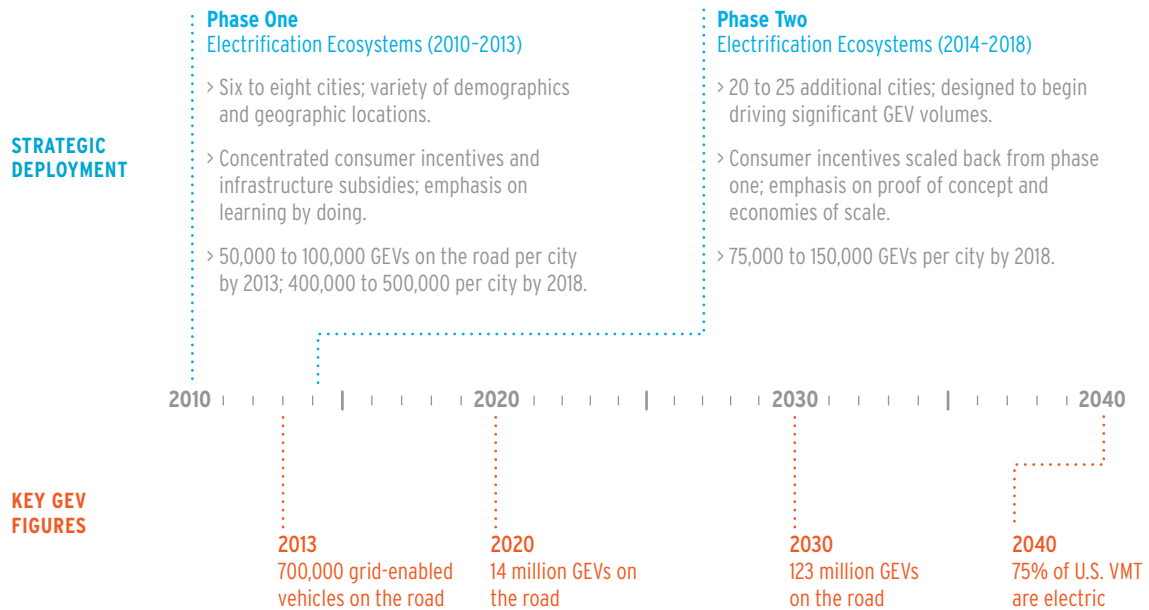 Phase One
Electrification Ecosystems (2010–2013)
> Six to eight cities; variety of demographics
and geographic locations.
> Concentrated consumer incentives and
infrastructure subsidies; emphasis on
learning by doing.
> 50,000 to 100,000 GEVs on the road per city
by 2013; 400,000 to 500,000 per city by 2018.
Phase Two
Electrification Ecosystems (2014–2018)
> 20 to 25 additional cities; designed to begin
driving significant GEV volumes.
> Consumer incentives scaled back from phase
one; emphasis on proof of concept and
economies of scale.
> 75,000 to 150,000 GEVs per city by 2018.
STRATEGIC
DEPLOYMENT
2010 2020 2030 2040
KEY GEV
FIGURES
2013
700,000 grid-enabled
vehicles on the road
2020
14 million GEVs on
the road
2030
123 million GEVs
on the road
2040
75% of U.S. VMT
are electric